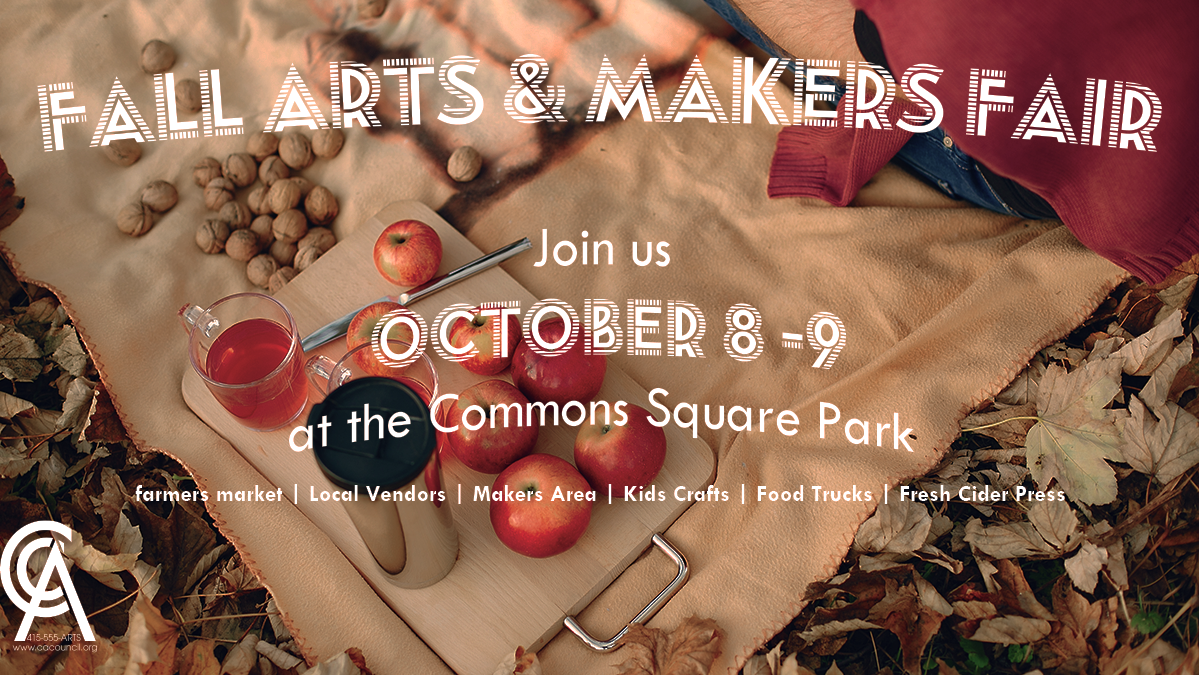 FALL ARTS & MAKERS FAIR
Join us
OCTOBER 8 -9
at the Commons Square Park
farmers market | Local Vendors | Makers Area | Kids Crafts | Food Trucks | Fresh Cider Press
CCA
415-555-ARTS
www.cacouncil.org